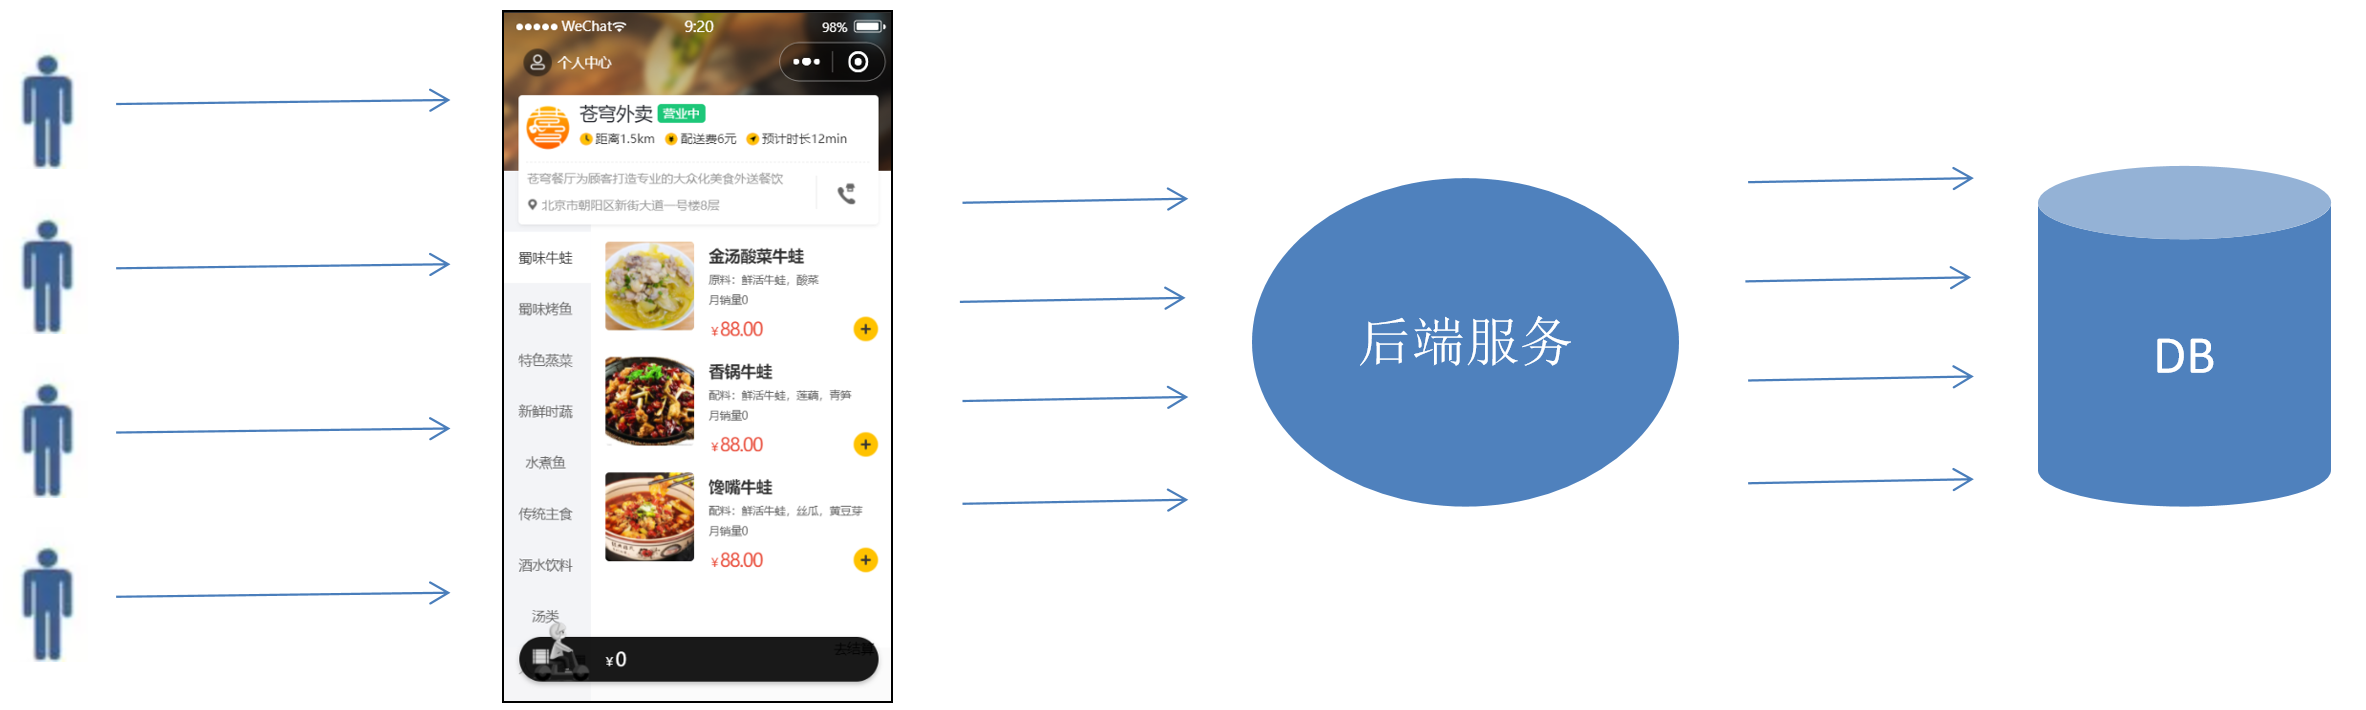 WeChat 9:20 98%
个人中心
苍穹外卖 营业中
距离1.5km 配送费6元 预计时长12min
苍穹餐厅为顾客打造专业的大众化美食外送餐饮
北京市朝阳区新街大道一号楼8层
蜀味牛蛙
蜀味烤鱼
特色蒸菜
新鲜时蔬
水煮鱼
传统主食
酒水饮料
汤类
金汤酸菜牛蛙
原料：鲜活牛蛙，酸菜
月销量0
¥88.00
香锅牛蛙
配料：鲜活牛蛙，莲藕，青笋
月销量0
¥88.00
馋嘴牛蛙
配料：鲜活牛蛙，丝瓜，黄豆芽
月销量0
¥88.00
¥0
去结算
后端服务
DB